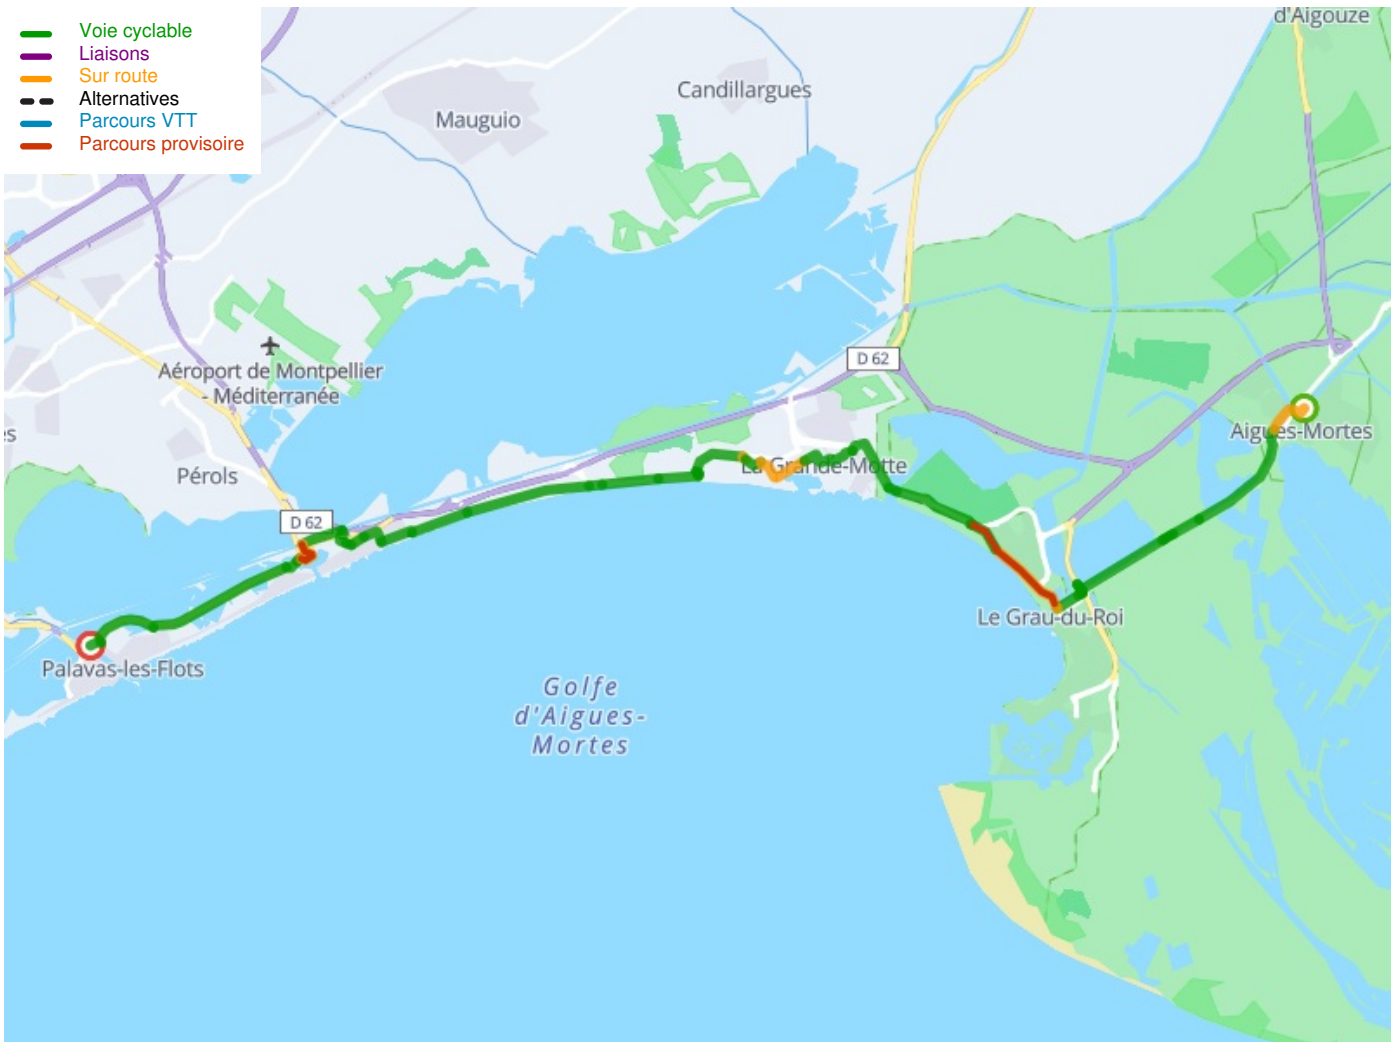 Voie cyclable
Liaisons
Sur route
Alternatives
Parcours VTT
Parcours provisoire
d'Aigouze
Candillargues
Mauguio
Aéroport de Montpellier
- Méditerranée
D 62
es
Aigues-Mortes
La Grande-Motte
Pérols
D 62
Le Grau-du-Roi
Palavas-les-Flots
Golfe
d'Aigues-
Mortes